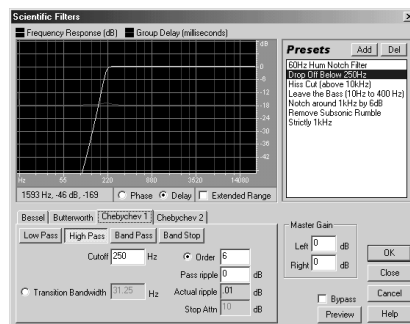 Scientific Filters
Frequency Response (dB) Group Delay (milliseconds)
dB
-0
-6
-12
-18
-24
-30
-36
-42
Hz 55 220 880 3520 14080
1593 Hz, -46 dB, -169 Phase Delay Extended Range
Presets Add Del
60Hz Hum Notch Filter
Drop Off Below 250Hz
Hiss Cut (above 10kHz)
Leave the Bass (10Hz to 400 Hz)
Notch around 1kHz by 6dB
Remove Subsonic Rumble
Strictly 1kHz
Bessel Butterworth Chebychev 1 Chebychev 2
Low Pass High Pass Band Pass Band Stop
Cutoff 250 Hz Order 6
Pass ripple 0 dB
Transition Bandwidth 31.25 Hz Actual ripple .01 dB
Stop Attn 10 dB
Master Gain
Left 0 dB
Right 0 dB
Bypass
Preview
OK
Close
Cancel
Help